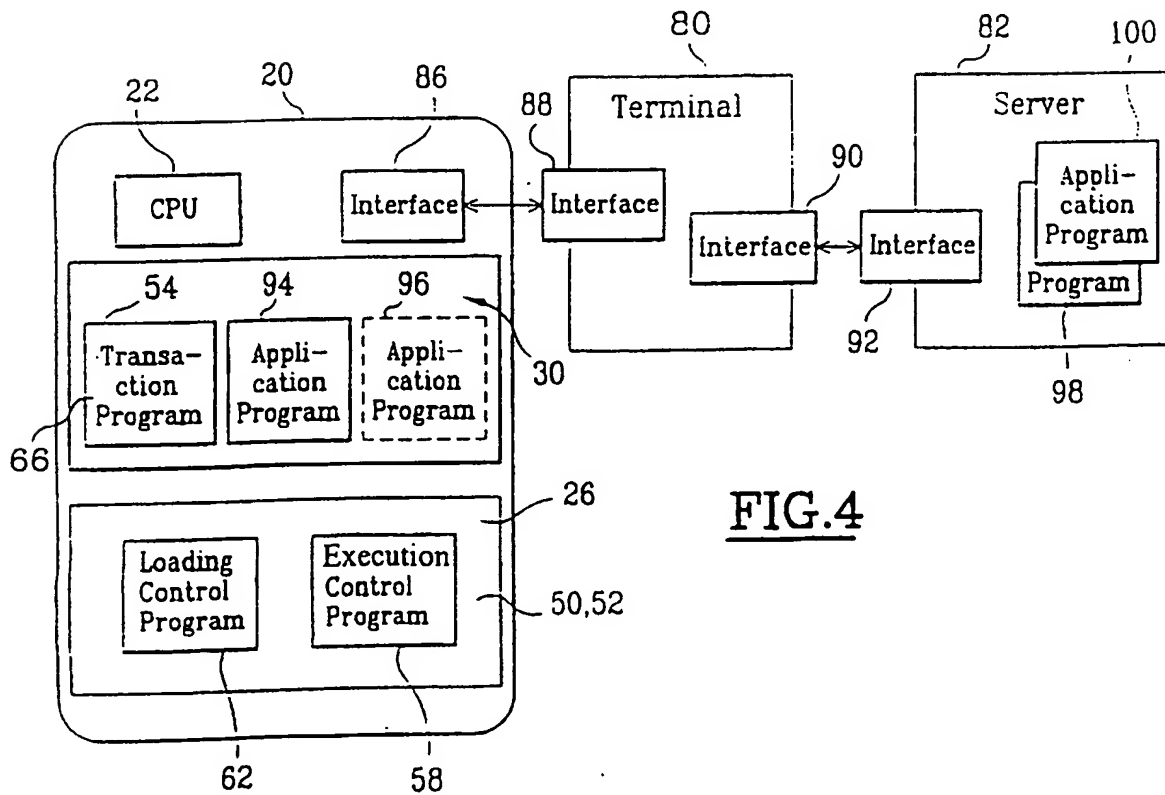 80
82
100
20
86
22
88
Terminal
Server
90
Appli-
cation
Program
CPU
Interface
Interface
Interface
Interface
Program
54
94
96
92
98
Transac-
ction
Program
Appli-
cation
Program
Appli-
cation
Program
30
66
26
FIG.4
Loading
Control
Program
Execution
Control
Program
50,52
62
58